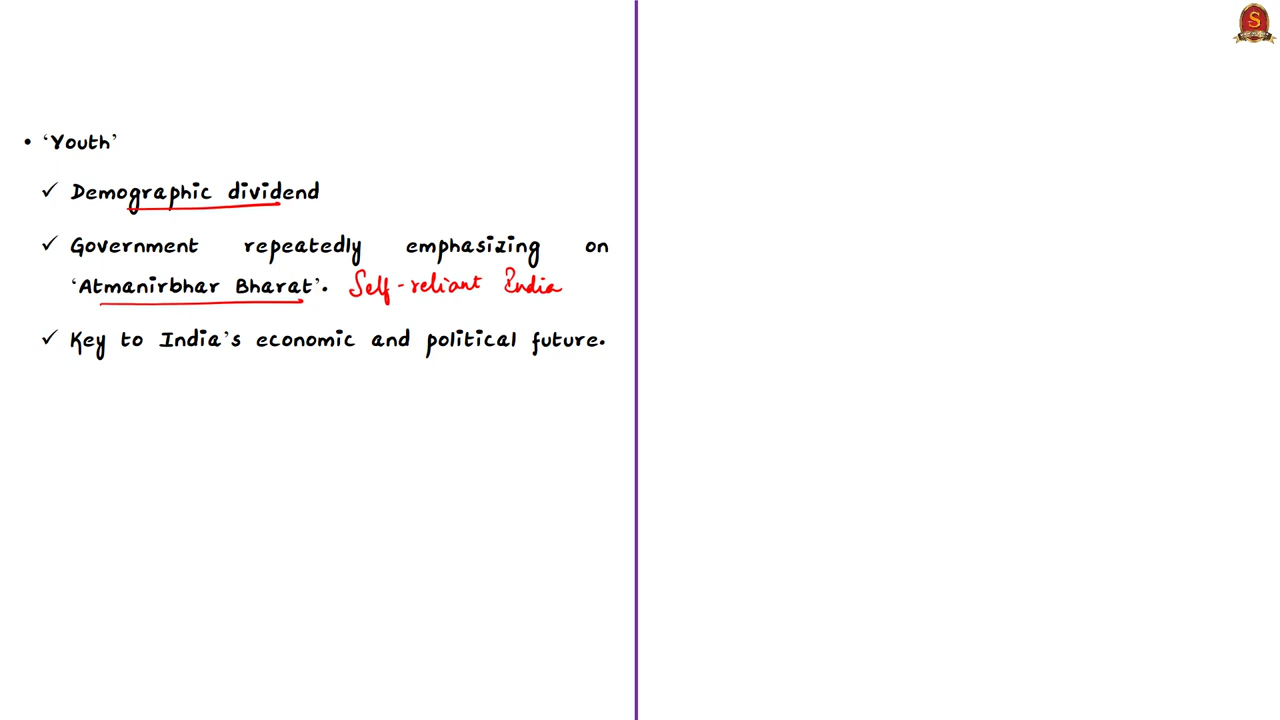 • ‘Youth’
✓ Demographic dividend
✓ Government repeatedly emphasizing on
‘Atmanirbhar Bharat’. Self-reliant India
✓ Key to India’s economic and political future.
S